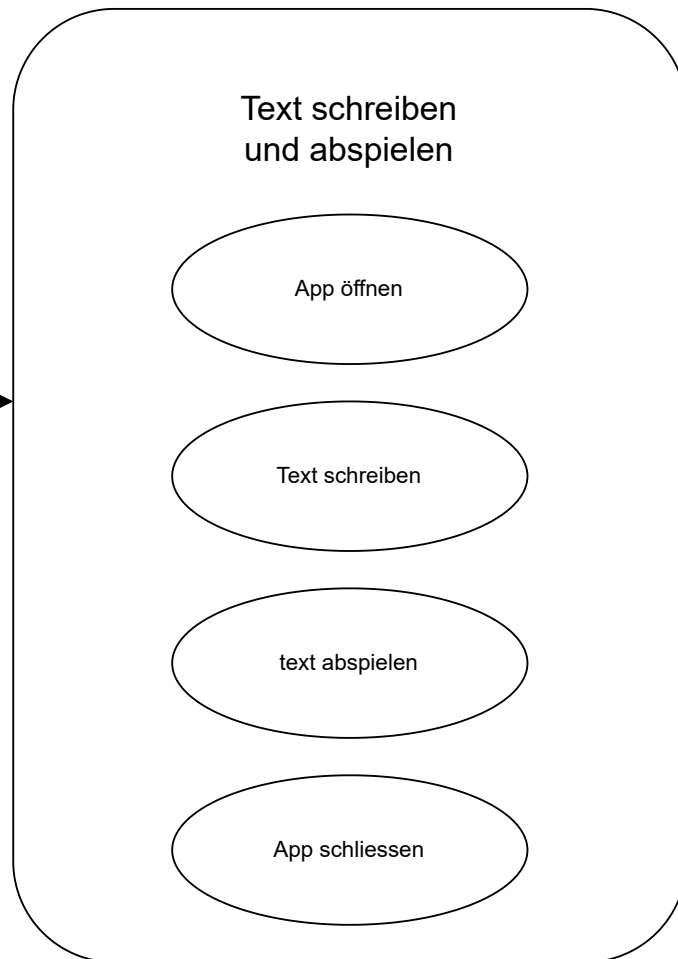 Text schreiben
und abspielen
App öffnen
Text schreiben
text abspielen
App schliessen